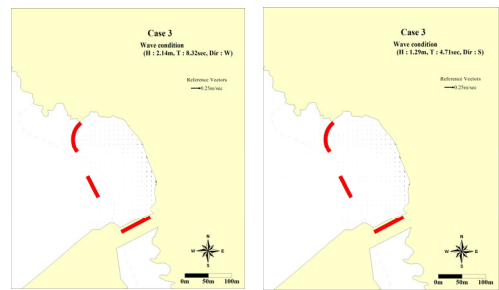 Case 3
Wave condition
(H : 2.14m, T : 8.32sec, Dir : W)
Reference Vectors
0.25m/sec
N
W E
S
0m 50m 100m
Case 3
Wave condition
(H : 1.29m, T : 4.71sec, Dir : S)
Reference Vectors
0.25m/sec
N
W E
S
0m 50m 100m